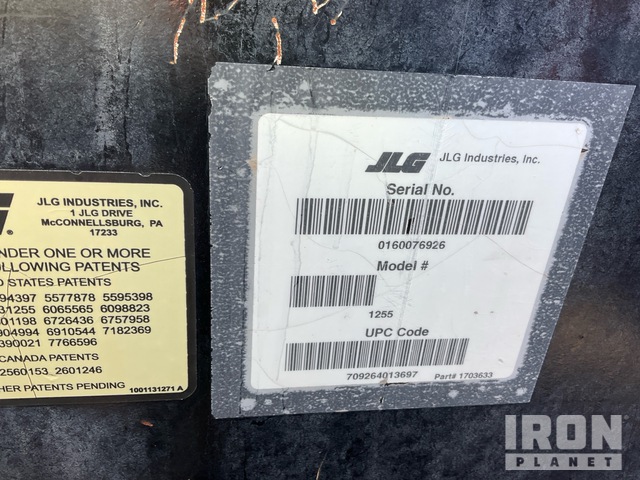 JLG INDUSTRIES, INC.
1 JLG DRIVE
McCONNELLSBURG, PA
17233
NDER ONE OR MORE
OLLOWING PATENTS
STATES PATENTS
94397 5577878 5595398
31255 6065565 6098823
01198 6726436 6757958
04994 6910544 7182369
390021 7766596
CANADA PATENTS
2560153 2601246
HER PATENTS PENDING 1001131271 A
JLG JLG Industries, Inc.
Serial No.
0160076926
Model #
1255
UPC Code
709264013697 Part# 1703633
IRON
PLANET